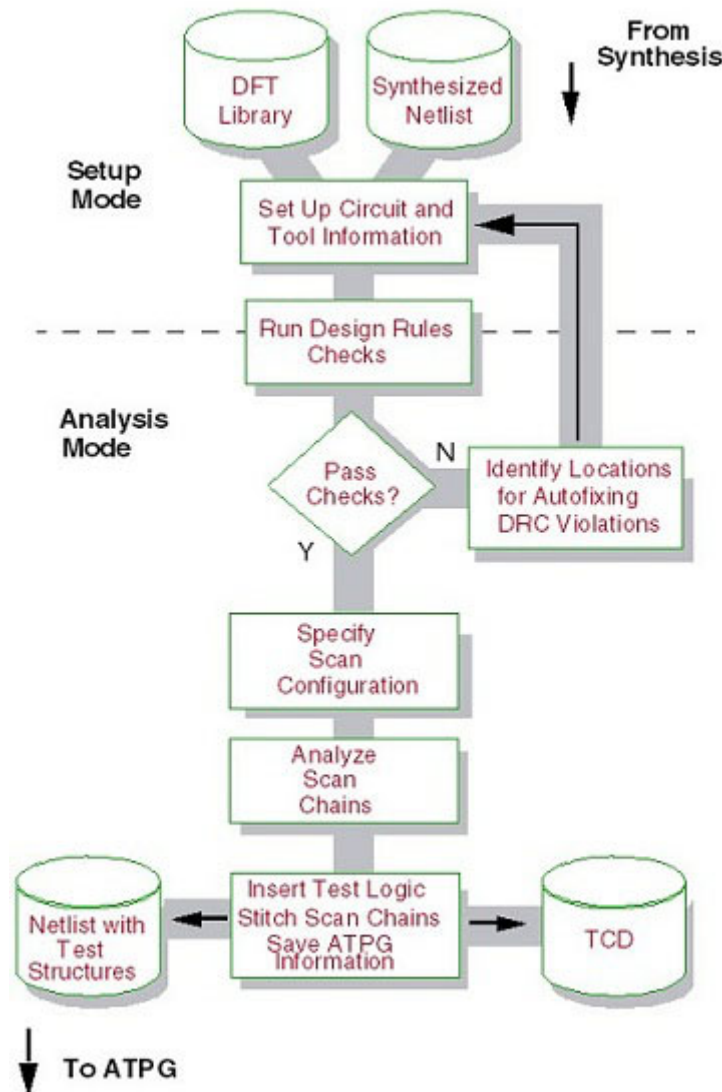 From
Synthesis
DFT
Library
Synthesized
Netlist
Setup
Mode
Set Up Circuit and
Tool Information
Run Design Rules
Checks
Analysis
Mode
Pass
Checks?
N
Identify Locations
for Autofixing
DRC Violations
Y
Specify
Scan
Configuration
Analyze
Scan
Chains
Insert Test Logic
Stitch Scan Chains
Save ATPG
Information
Netlist with
Test
Structures
TCD
To ATPG